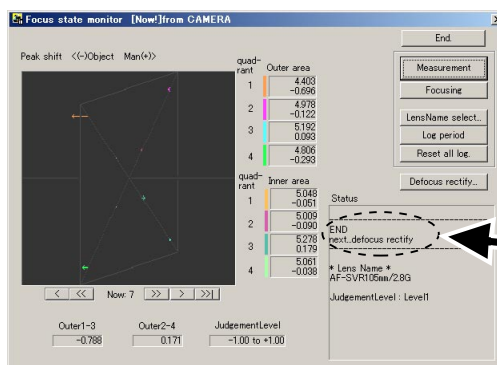 Focus state monitor [Now!]from CAMERA
End.
Peak shift <(-)Object Man(+)>
quad-
rant
Outer area
1
4.403
-0.696
2
4.978
-0.122
3
5.192
0.093
4
4.806
-0.293
quad-
rant
Inner area
1
5.048
-0.051
2
5.009
-0.090
3
5.278
0.179
4
5.061
-0.038
< << Now: 7 >> > >>|
Outer1-3 Outer2-4 JudgementLevel
-0.788 0.171 -1.00 to +1.00
Measurement
Focusing
LensName select...
Log period
Reset all log.
Defocus rectify...
Status
END
next...defocus rectify
* Lens Name *
AF-SVR105mm/2.8G
JudgementLevel : Level1